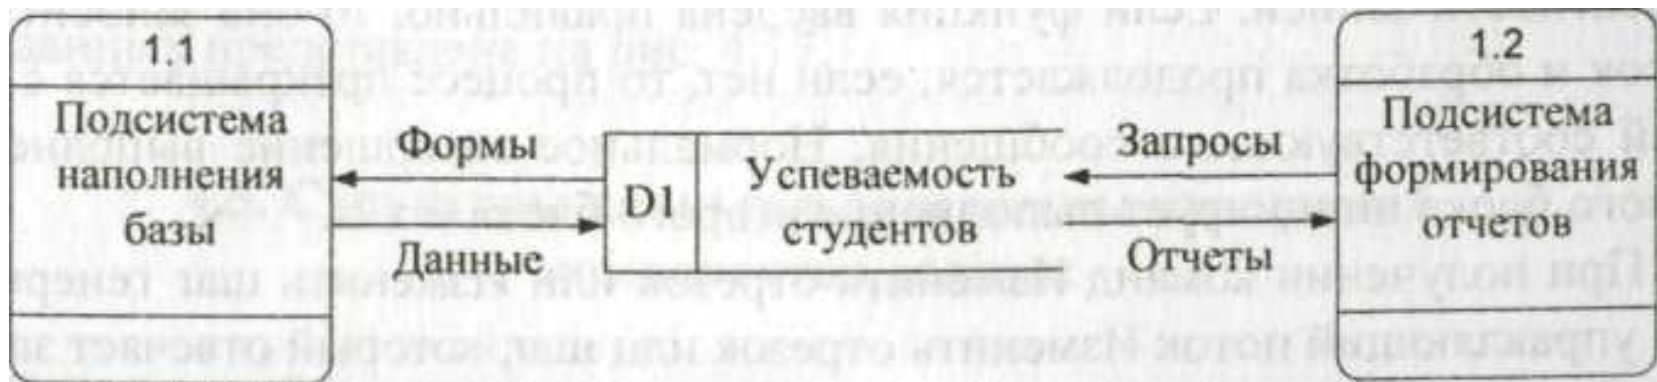 1.1
Подсистема
наполнения
базы
Формы
Данные
D1
Успеваемость
студентов
Запросы
Отчеты
1.2
Подсистема
формирования
отчетов